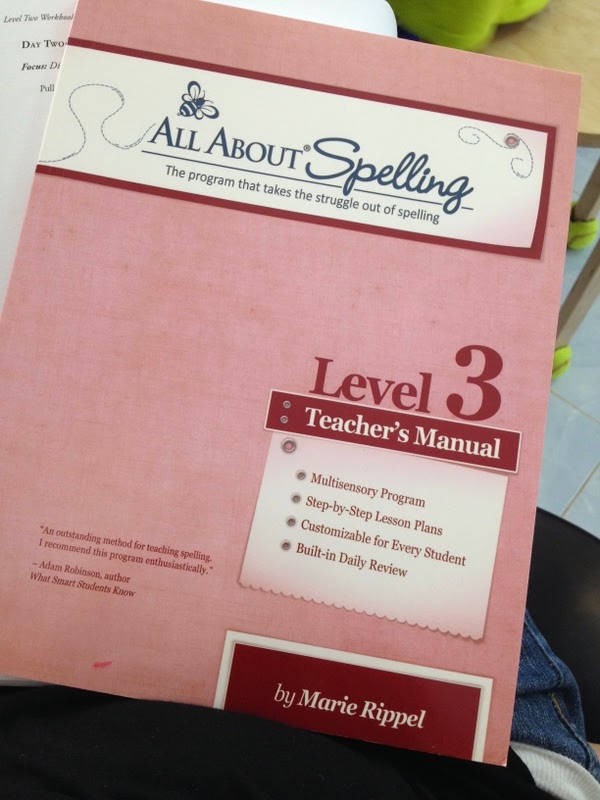 Level Two Workbook
DAY TWO
Focus:
Pull
ALL ABOUT® Spelling
The program that takes the struggle out of spelling
Level 3
Teacher's Manual
Multisensory Program
Step-by-Step Lesson Plans
Customizable for Every Student
Built-in Daily Review
"An outstanding method for teaching spelling.
I recommend this program enthusiastically."
– Adam Robinson, author
What Smart Students Know
by Marie Rippel